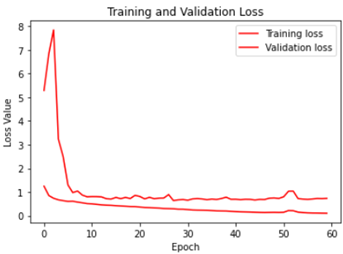 Training and Validation Loss
Training loss
Validation loss
Loss Value
8
7
6
5
4
3
2
1
0
0 10 20 30 40 50 60
Epoch